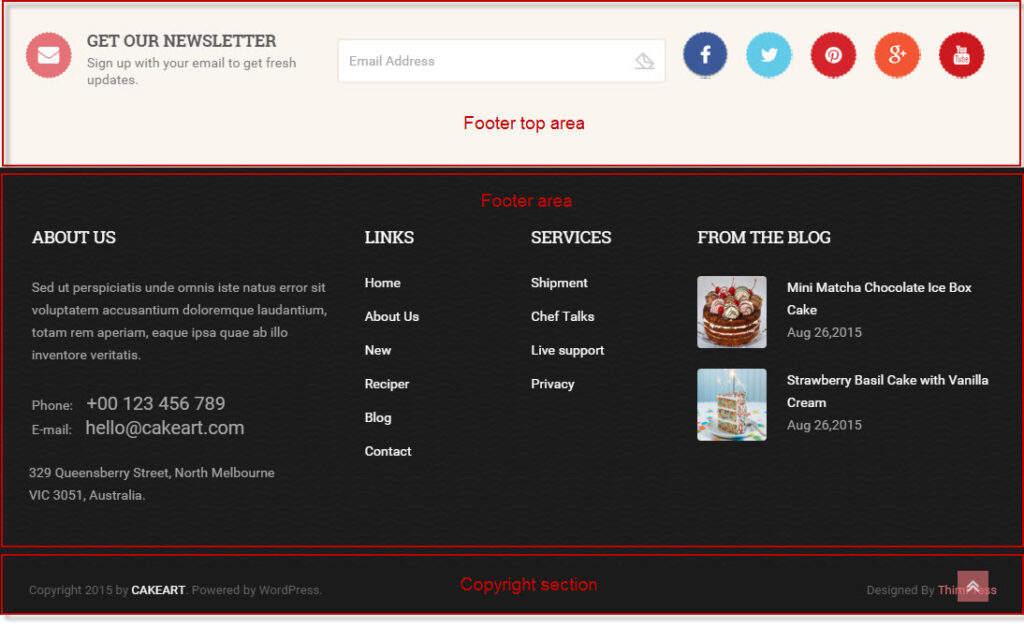 GET OUR NEWSLETTER
Sign up with your email to get fresh
updates.
Email Address
f
g+
You
Tube
Footer top area
Footer area
ABOUT US
Sed ut perspiciatis unde omnis iste natus error sit
voluptatem accusantium doloremque laudantium,
totam rem aperiam, eaque ipsa quae ab illo
inventore veritatis.
Phone: +00 123 456 789
E-mail: hello@cakeart.com
329 Queensberry Street, North Melbourne
VIC 3051, Australia.
LINKS
Home
About Us
New
Reciper
Blog
Contact
SERVICES
Shipment
Chef Talks
Live support
Privacy
FROM THE BLOG
Mini Matcha Chocolate Ice Box
Cake
Aug 26,2015
Strawberry Basil Cake with Vanilla
Cream
Aug 26,2015
Copyright section
Copyright 2015 by CAKEART. Powered by WordPress.
Designed By ThimPress